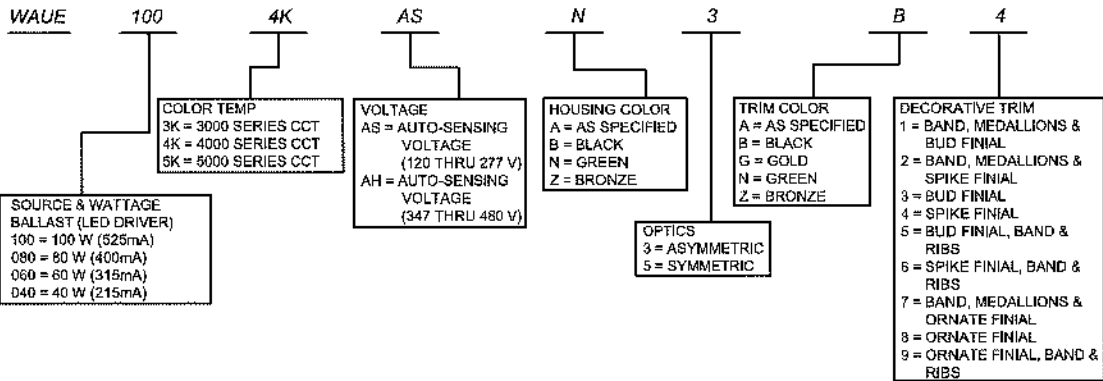 WAUE 100 4K AS N 3 B 4
COLOR TEMP
3K = 3000 SERIES CCT
4K = 4000 SERIES CCT
5K = 5000 SERIES CCT
VOLTAGE
AS = AUTO-SENSING
VOLTAGE
(120 THRU 277 V)
AH = AUTO-SENSING
VOLTAGE
(347 THRU 480 V)
HOUSING COLOR
A = AS SPECIFIED
B = BLACK
N = GREEN
Z = BRONZE
TRIM COLOR
A = AS SPECIFIED
B = BLACK
G = GOLD
N = GREEN
Z = BRONZE
DECORATIVE TRIM
1 = BAND, MEDALLIONS &
BUD FINIAL
2 = BAND, MEDALLIONS &
SPIKE FINIAL
3 = BUD FINIAL
4 = SPIKE FINIAL
5 = BUD FINIAL, BAND &
RIBS
6 = SPIKE FINIAL, BAND &
RIBS
7 = BAND, MEDALLIONS &
ORNATE FINIAL
8 = ORNATE FINIAL
9 = ORNATE FINIAL, BAND &
RIBS
SOURCE & WATTAGE
BALLAST (LED DRIVER)
100 = 100 W (525mA)
080 = 80 W (400mA)
060 = 60 W (315mA)
040 = 40 W (215mA)
OPTICS
3 = ASYMMETRIC
5 = SYMMETRIC